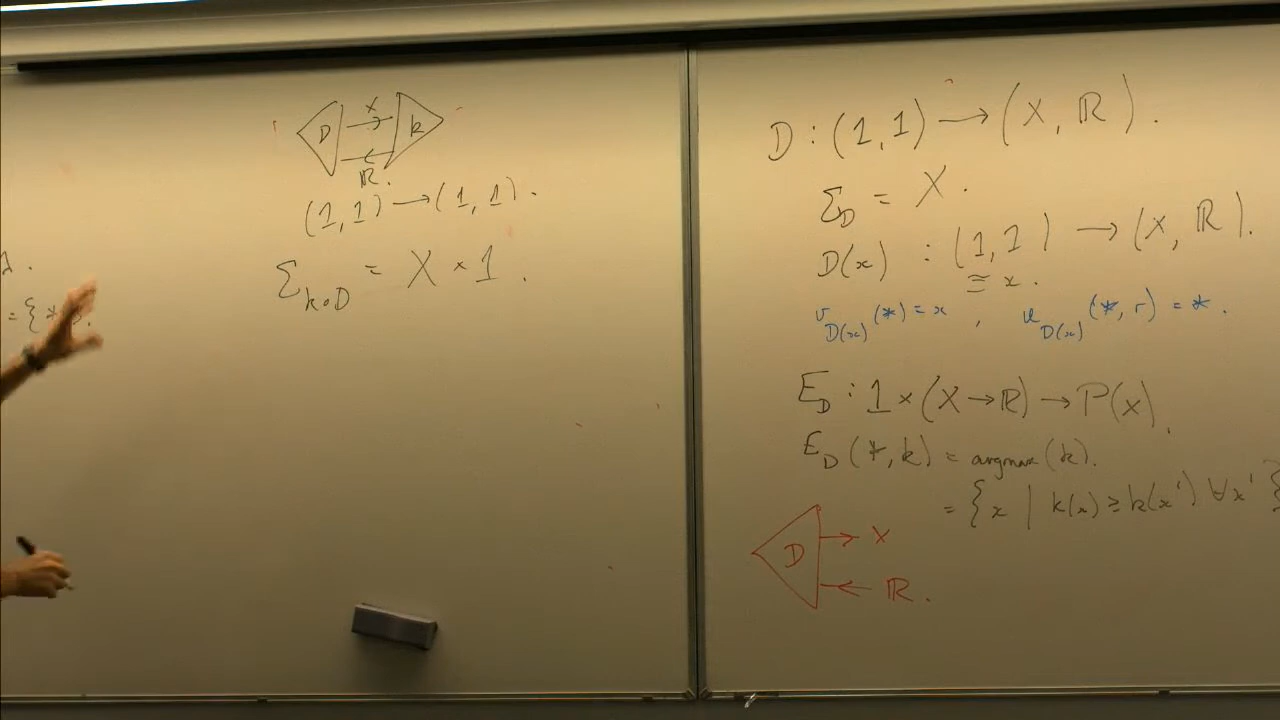 D X k
ℝ.
(1,1) → (1,1).
Σ_{k∘D} = X × 1.
λ.
= { * }.
D : (1,1) → (X, ℝ).
Σ_D = X.
D(x) : (1,1) → (X, ℝ).
≅ x.
v_{D(x)}(*) = x , u_{D(x)}(*, r) = *.
E_D : 1 × (X → ℝ) → P(X).
E_D(*, k) = argmax(k).
= { x | k(x) ≥ k(x') ∀x' }
D → X
← ℝ.